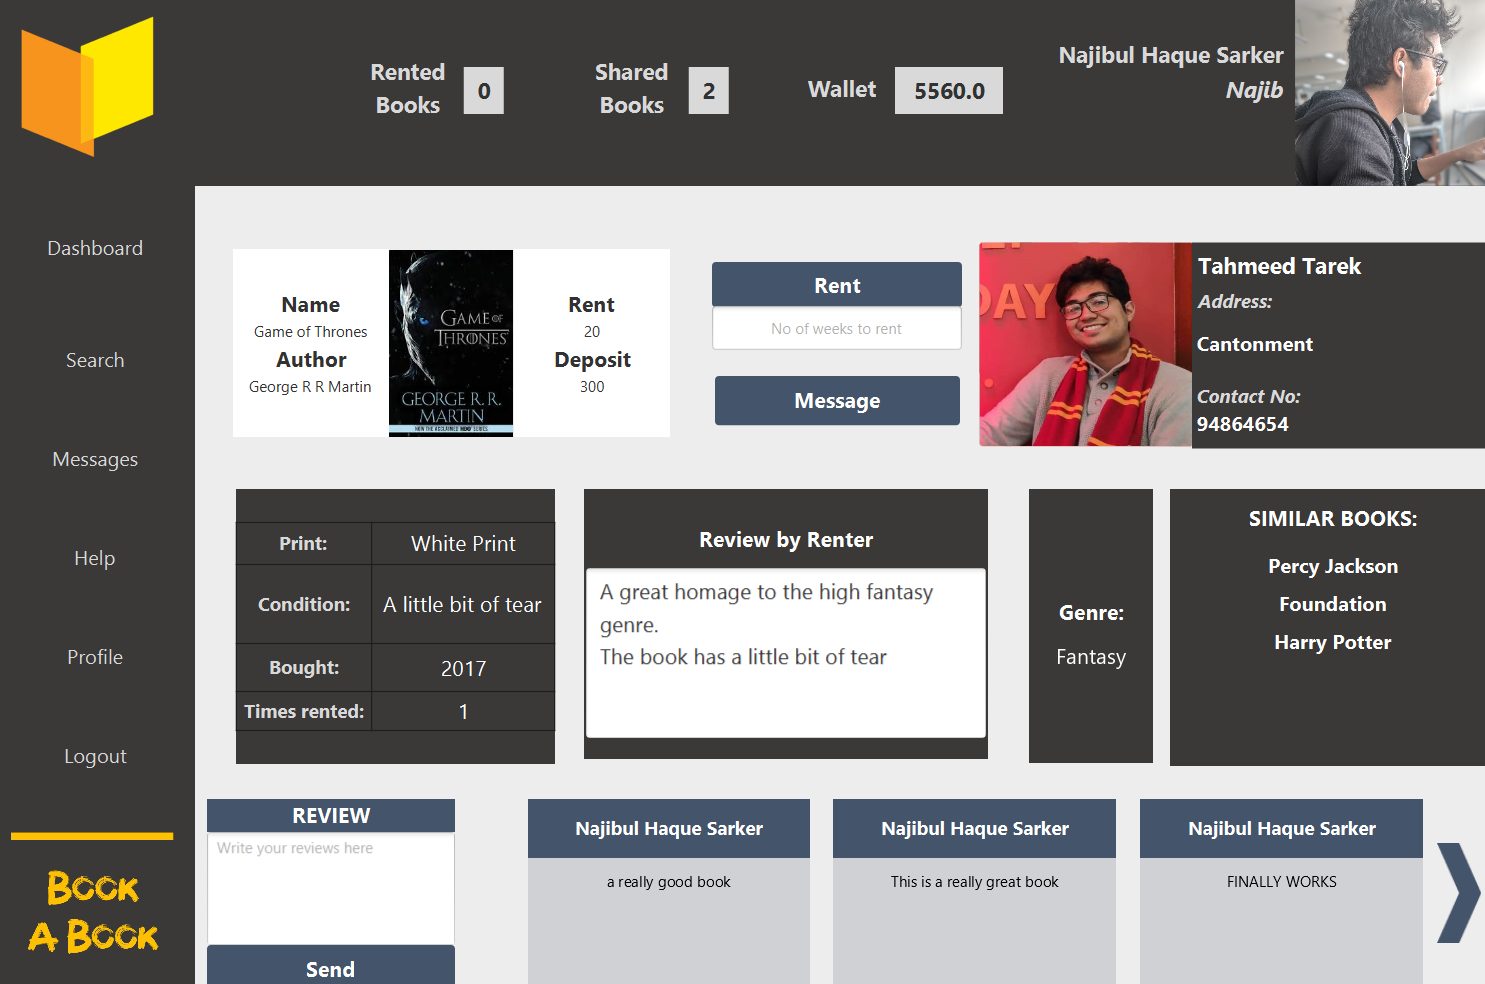 Rented
Books
0
Shared
Books
2
Wallet
5560.0
Najibul Haque Sarker
Najib
Dashboard
Search
Messages
Help
Profile
Logout
BOOK
A BOOK
Name
Game of Thrones
Author
George R R Martin
GAME OF
THRONES
GEORGE R. R.
MARTIN
NOW THE ACCLAIMED HBO SERIES
Rent
20
Deposit
300
Rent
No of weeks to rent
Message
DAY
Tahmeed Tarek
Address:
Cantonment
Contact No:
94864654
Print:
White Print
Condition:
A little bit of tear
Bought:
2017
Times rented:
1
Review by Renter
A great homage to the high fantasy
genre.
The book has a little bit of tear
Genre:
Fantasy
SIMILAR BOOKS:
Percy Jackson
Foundation
Harry Potter
REVIEW
Write your reviews here
Send
Najibul Haque Sarker
a really good book
Najibul Haque Sarker
This is a really great book
Najibul Haque Sarker
FINALLY WORKS